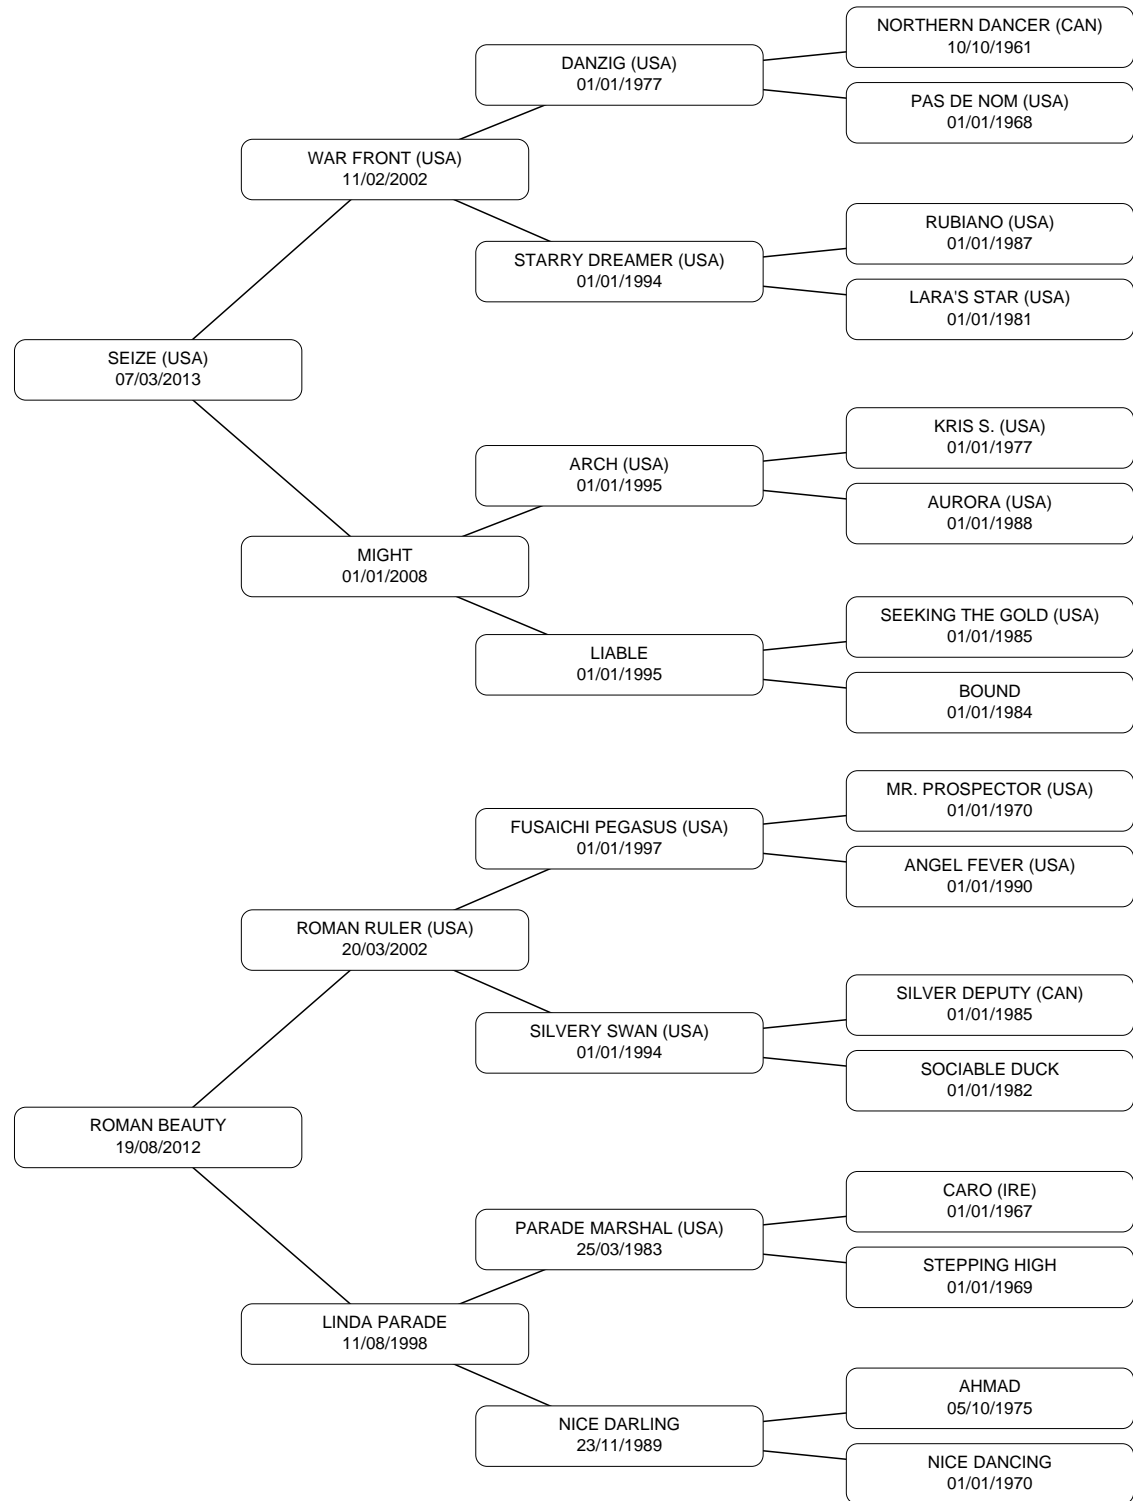 NORTHERN DANCER (CAN)
10/10/1961
DANZIG (USA)
01/01/1977
PAS DE NOM (USA)
01/01/1968
WAR FRONT (USA)
11/02/2002
RUBIANO (USA)
01/01/1987
STARRY DREAMER (USA)
01/01/1994
LARA'S STAR (USA)
01/01/1981
SEIZE (USA)
07/03/2013
KRIS S. (USA)
01/01/1977
ARCH (USA)
01/01/1995
AURORA (USA)
01/01/1988
MIGHT
01/01/2008
SEEKING THE GOLD (USA)
01/01/1985
LIABLE
01/01/1995
BOUND
01/01/1984
MR. PROSPECTOR (USA)
01/01/1970
FUSAICHI PEGASUS (USA)
01/01/1997
ANGEL FEVER (USA)
01/01/1990
ROMAN RULER (USA)
20/03/2002
SILVER DEPUTY (CAN)
01/01/1985
SILVERY SWAN (USA)
01/01/1994
SOCIABLE DUCK
01/01/1982
ROMAN BEAUTY
19/08/2012
CARO (IRE)
01/01/1967
PARADE MARSHAL (USA)
25/03/1983
STEPPING HIGH
01/01/1969
LINDA PARADE
11/08/1998
AHMAD
05/10/1975
NICE DARLING
23/11/1989
NICE DANCING
01/01/1970